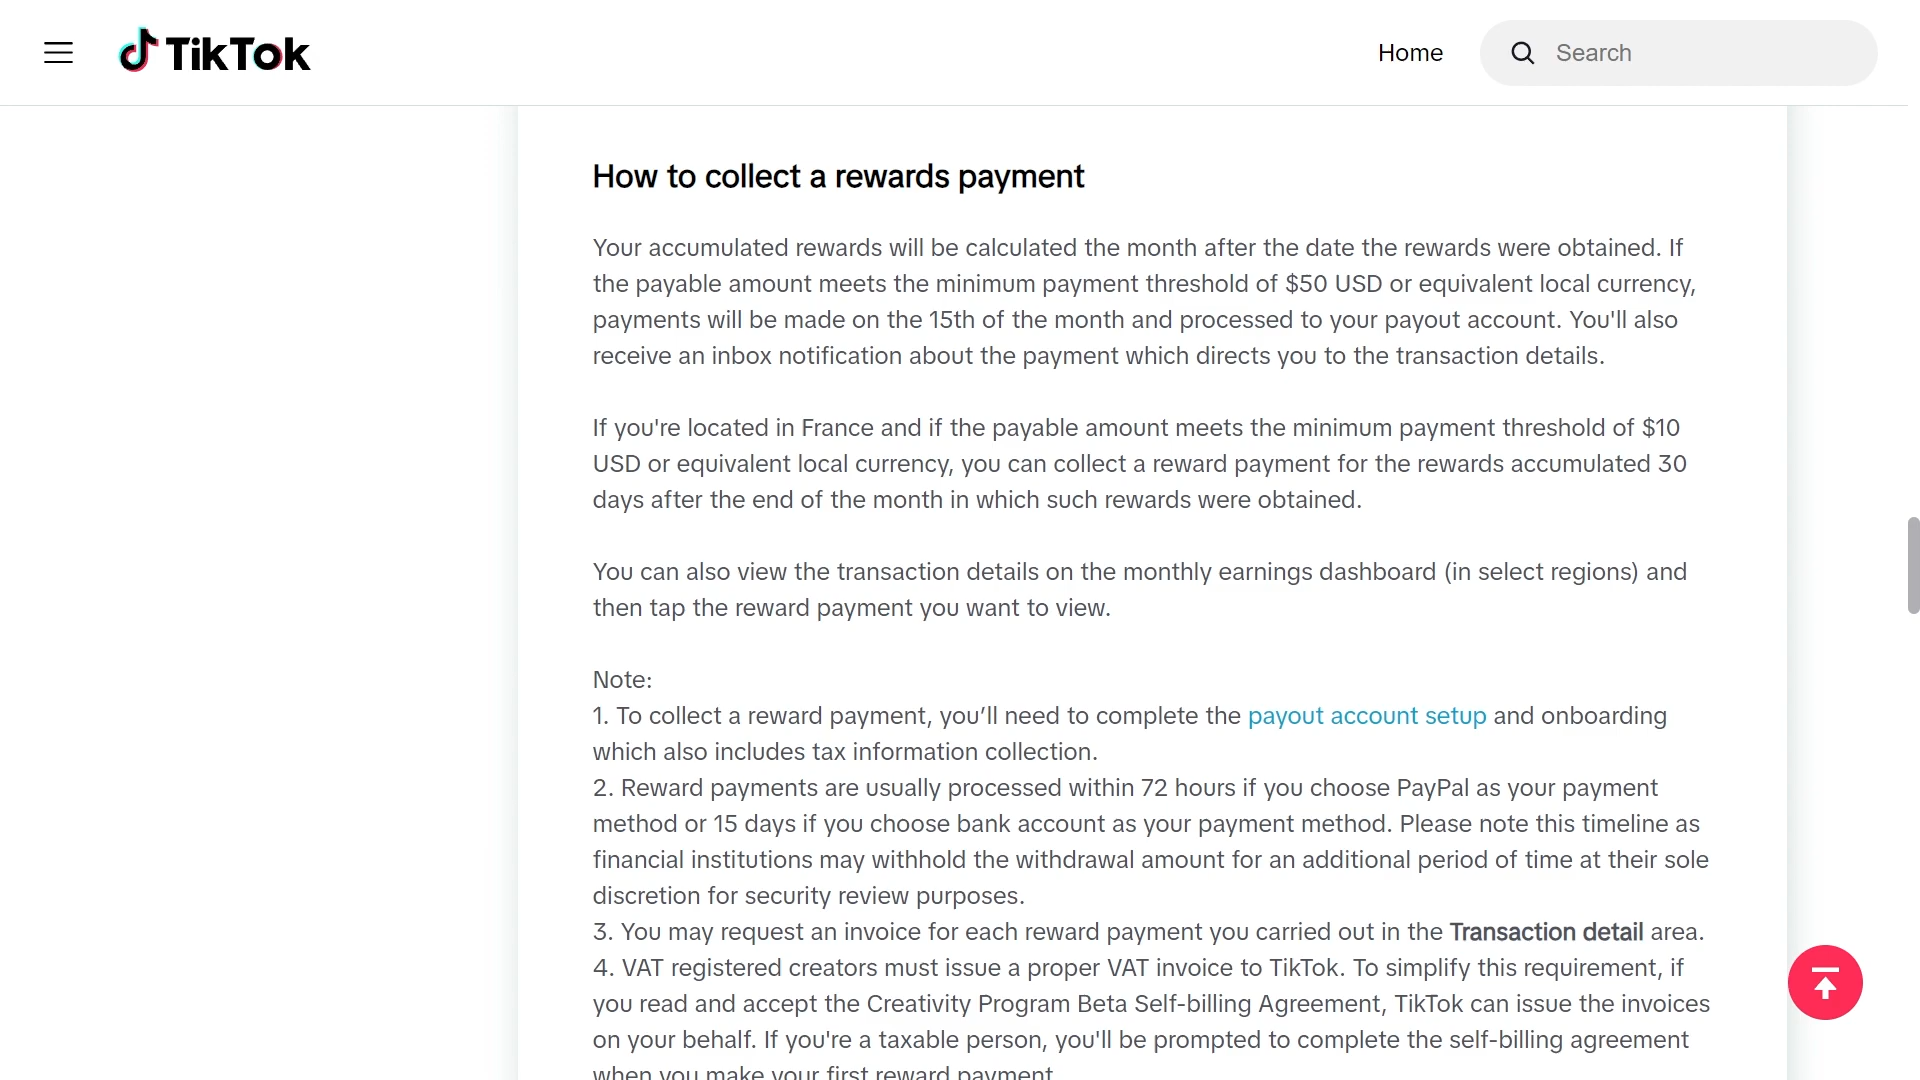 TikTok
Home
Search
How to collect a rewards payment
Your accumulated rewards will be calculated the month after the date the rewards were obtained. If
the payable amount meets the minimum payment threshold of $50 USD or equivalent local currency,
payments will be made on the 15th of the month and processed to your payout account. You'll also
receive an inbox notification about the payment which directs you to the transaction details.
If you're located in France and if the payable amount meets the minimum payment threshold of $10
USD or equivalent local currency, you can collect a reward payment for the rewards accumulated 30
days after the end of the month in which such rewards were obtained.
You can also view the transaction details on the monthly earnings dashboard (in select regions) and
then tap the reward payment you want to view.
Note:
1. To collect a reward payment, you’ll need to complete the payout account setup and onboarding
which also includes tax information collection.
2. Reward payments are usually processed within 72 hours if you choose PayPal as your payment
method or 15 days if you choose bank account as your payment method. Please note this timeline as
financial institutions may withhold the withdrawal amount for an additional period of time at their sole
discretion for security review purposes.
3. You may request an invoice for each reward payment you carried out in the Transaction detail area.
4. VAT registered creators must issue a proper VAT invoice to TikTok. To simplify this requirement, if
you read and accept the Creativity Program Beta Self-billing Agreement, TikTok can issue the invoices
on your behalf. If you're a taxable person, you'll be prompted to complete the self-billing agreement
when you make your first reward payment.